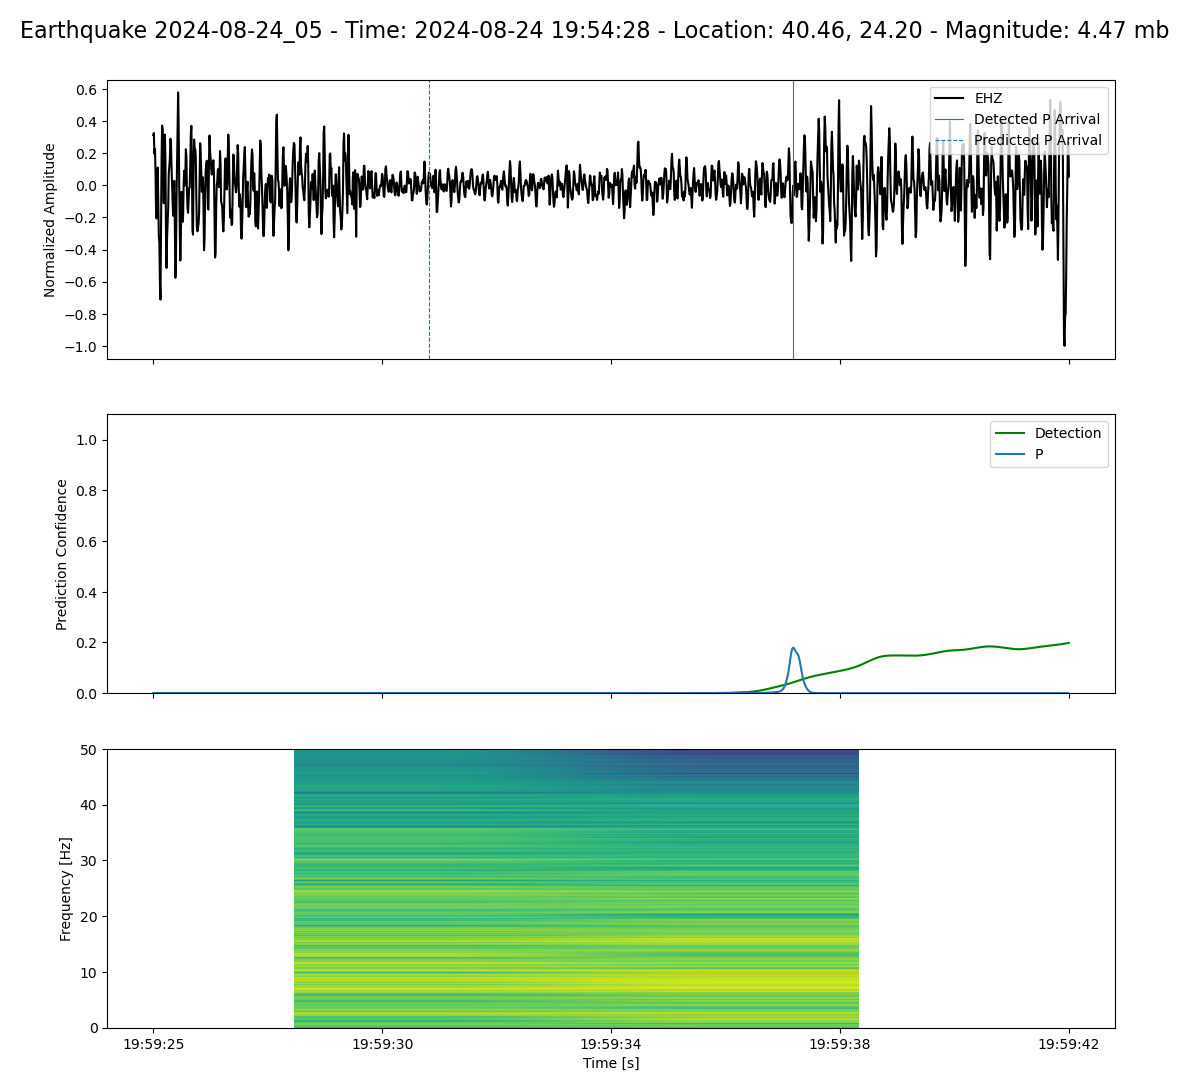 Earthquake 2024-08-24_05 - Time: 2024-08-24 19:54:28 - Location: 40.46, 24.20 - Magnitude: 4.47 mb
Normalized Amplitude
0.6
0.4
0.2
0.0
−0.2
−0.4
−0.6
−0.8
−1.0
EHZ
Detected P Arrival
Predicted P Arrival
Prediction Confidence
1.0
0.8
0.6
0.4
0.2
0.0
Detection
P
Frequency [Hz]
50
40
30
20
10
0
19:59:25 19:59:30 19:59:34 19:59:38 19:59:42
Time [s]